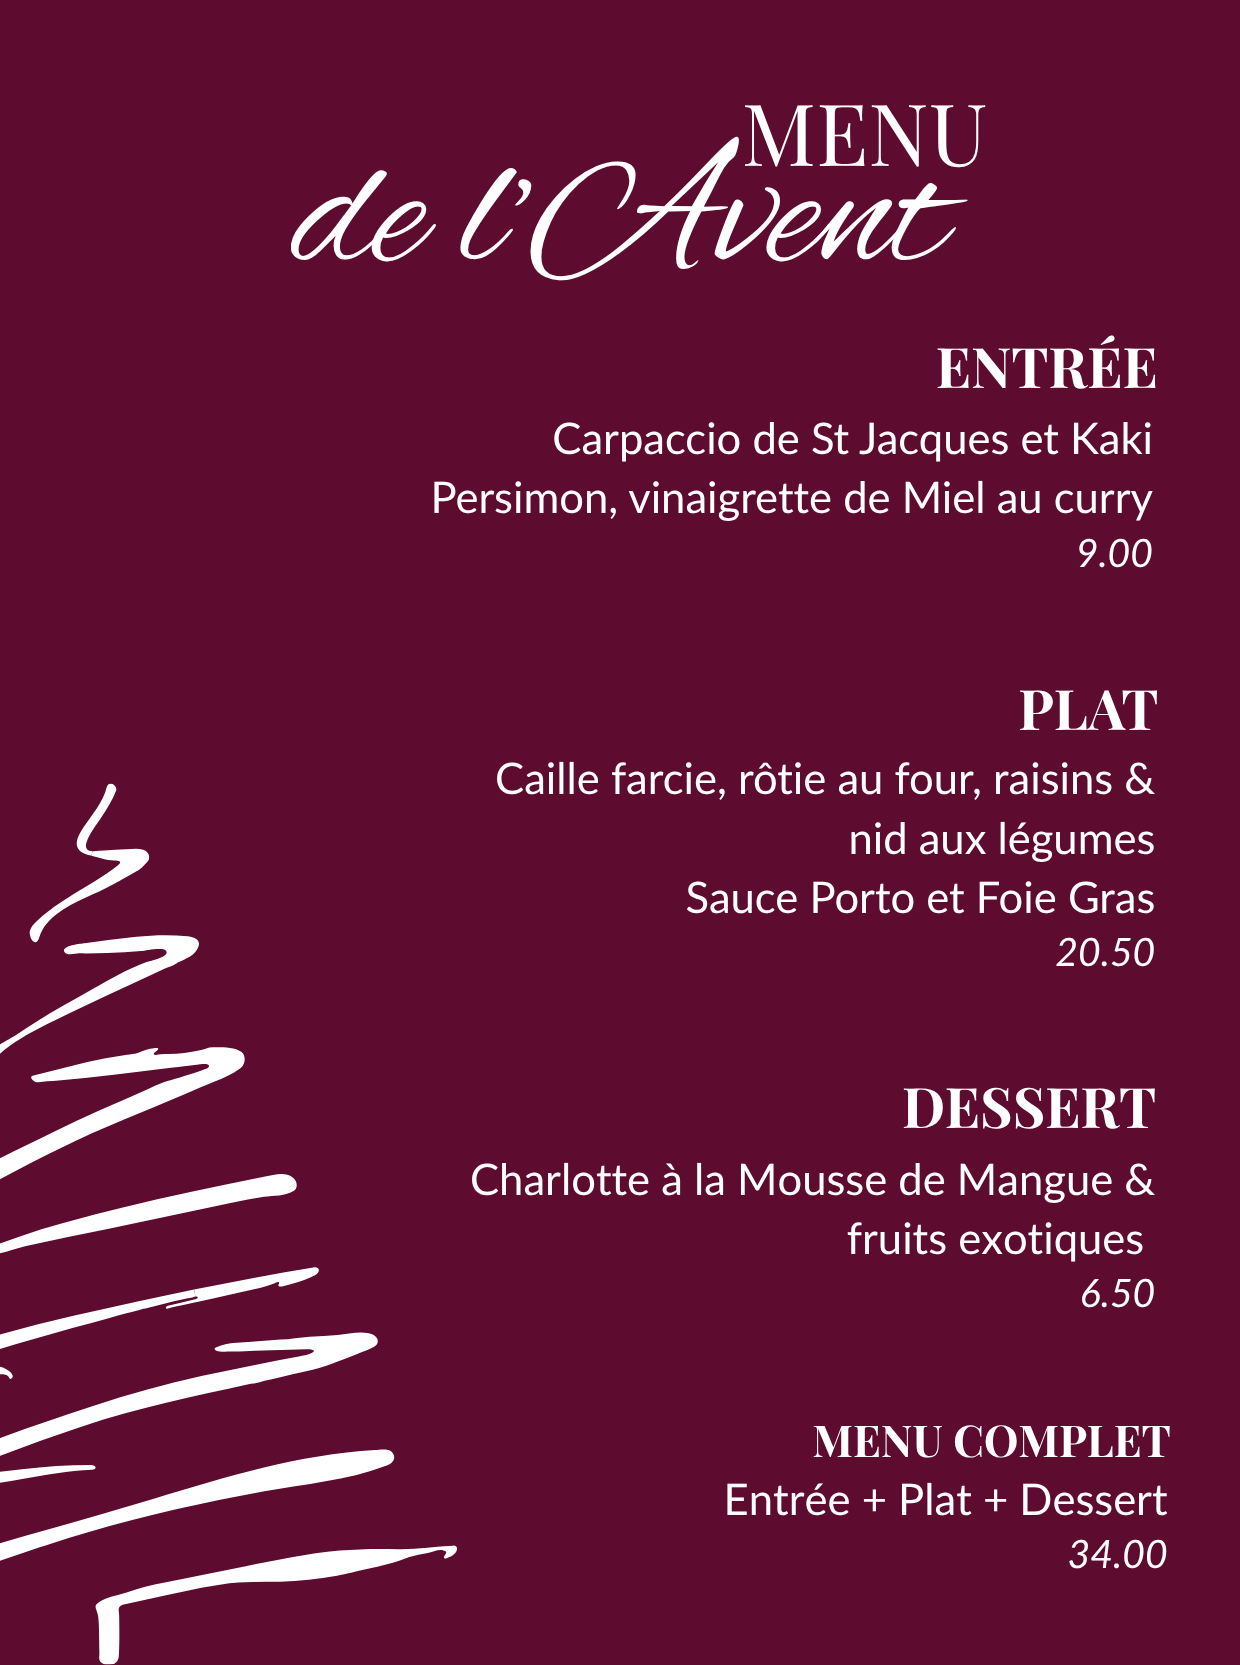 MENU
de l'Avent
ENTRÉE
Carpaccio de St Jacques et Kaki
Persimon, vinaigrette de Miel au curry
9.00
PLAT
Caille farcie, rôtie au four, raisins &
nid aux légumes
Sauce Porto et Foie Gras
20.50
DESSERT
Charlotte à la Mousse de Mangue &
fruits exotiques
6.50
MENU COMPLET
Entrée + Plat + Dessert
34.00